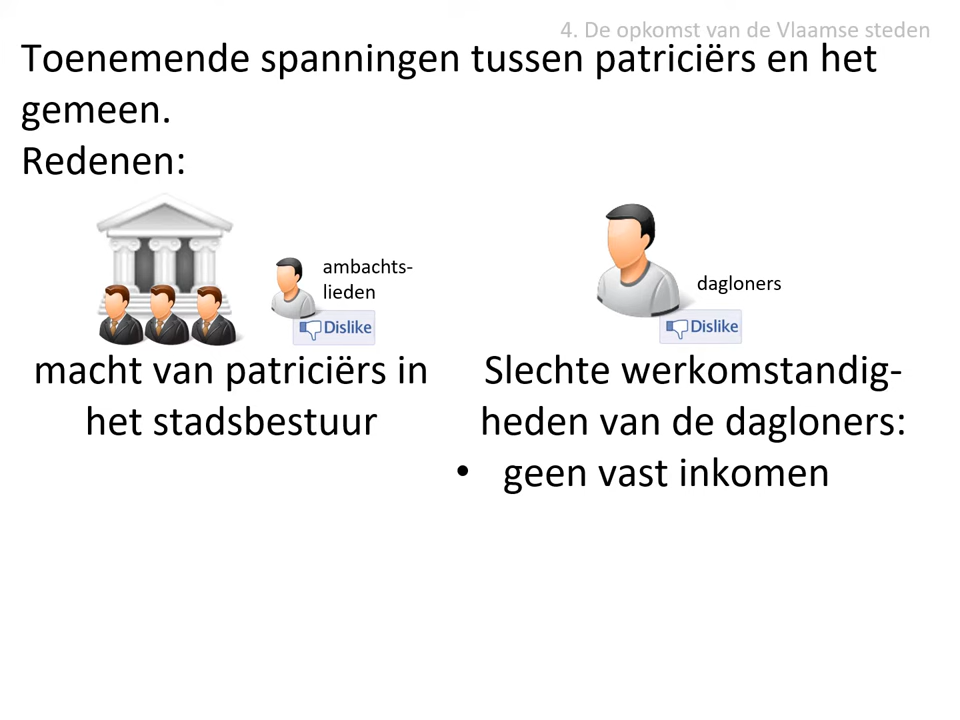 4. De opkomst van de Vlaamse steden
Toenemende spanningen tussen patriciërs en het
gemeen.
Redenen:
ambachts-
lieden
Dislike
macht van patriciërs in
het stadsbestuur
dagloners
Dislike
Slechte werkomstandig-
heden van de dagloners:
• geen vast inkomen